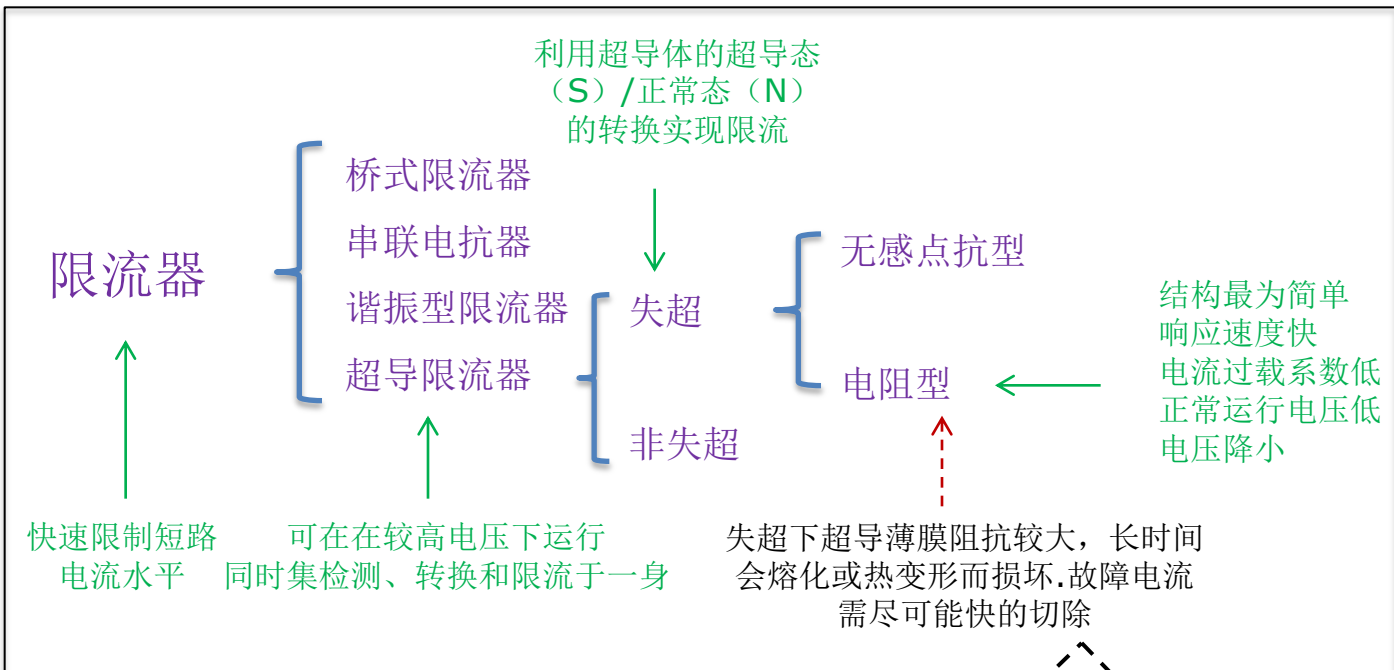 利用超导体的超导态
（S）/正常态（N）
的转换实现限流
限流器
桥式限流器
串联电抗器
谐振型限流器
超导限流器
失超
非失超
无感点抗型
电阻型
结构最为简单
响应速度快
电流过载系数低
正常运行电压低
电压降小
快速限制短路
电流水平
可在在较高电压下运行
同时集检测、转换和限流于一身
失超下超导薄膜阻抗较大，长时间
会熔化或热变形而损坏.故障电流
需尽可能快的切除